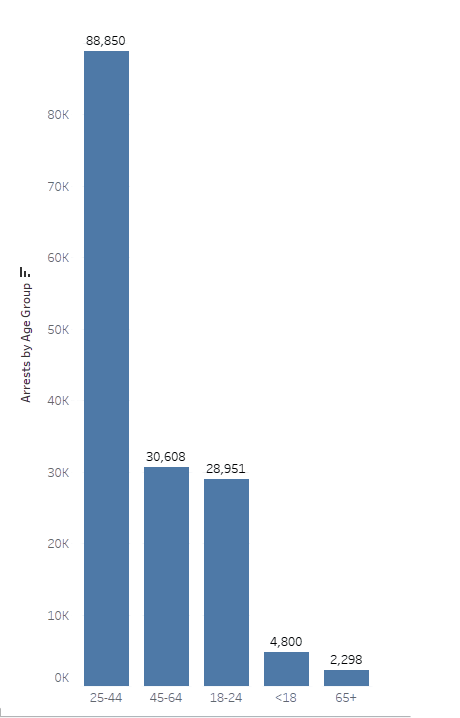 88,850
80K
70K
60K
50K
40K
30K
20K
10K
0K
Arrests by Age Group
30,608
28,951
4,800
2,298
25-44 45-64 18-24 <18 65+